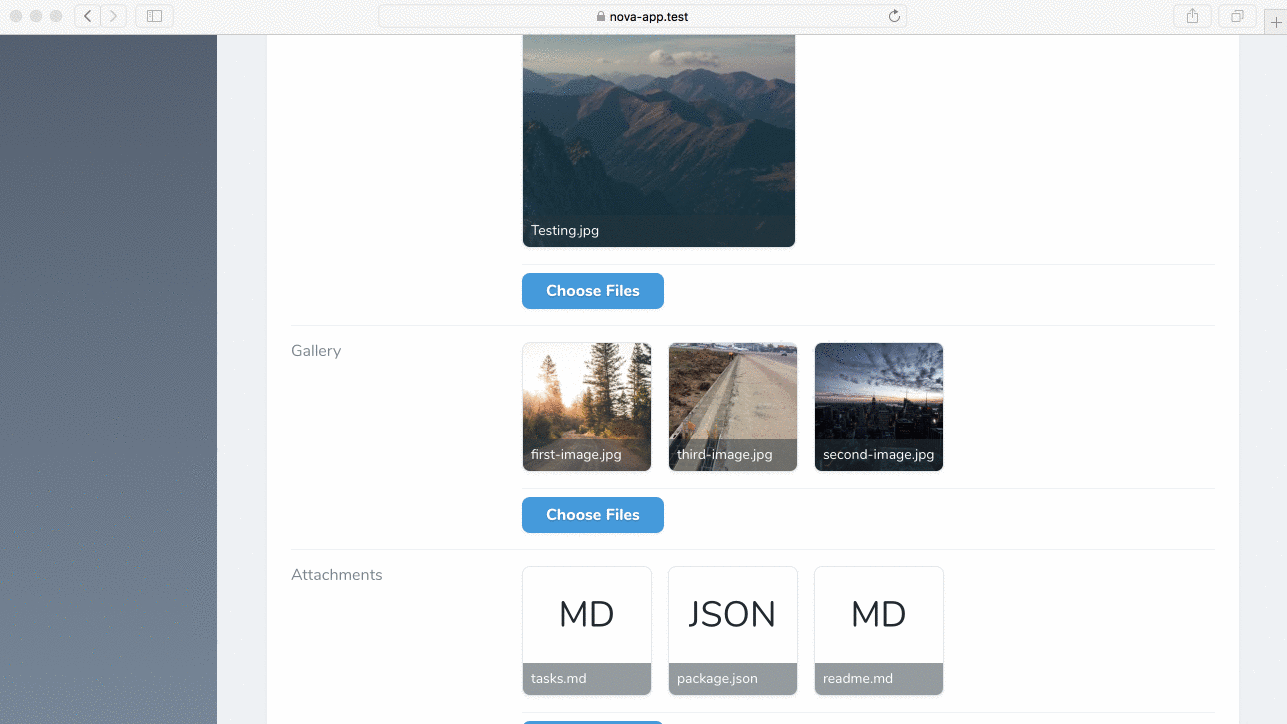 nova-app.test
Testing.jpg
Choose Files
Gallery
first-image.jpg
third-image.jpg
second-image.jpg
Choose Files
Attachments
MD
JSON
MD
tasks.md
package.json
readme.md